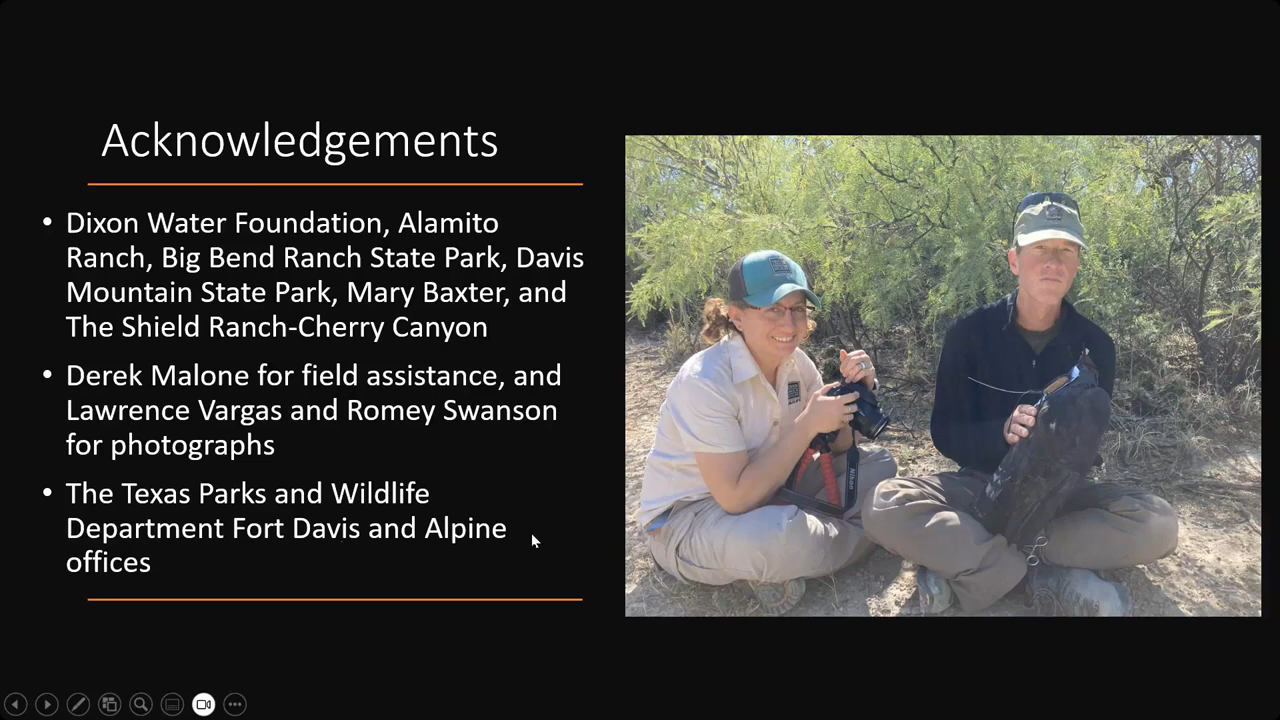 Acknowledgements
• Dixon Water Foundation, Alamito
Ranch, Big Bend Ranch State Park, Davis
Mountain State Park, Mary Baxter, and
The Shield Ranch-Cherry Canyon
• Derek Malone for field assistance, and
Lawrence Vargas and Romey Swanson
for photographs
• The Texas Parks and Wildlife
Department Fort Davis and Alpine
offices
Nikon